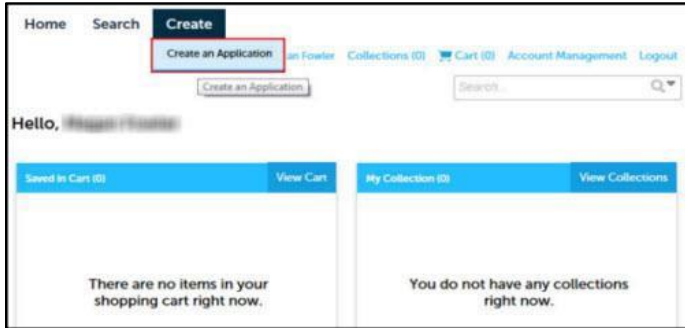 Home Search Create
Create an Application
an Fowler Collections (0) Cart (0) Account Management Logout
Create an Application
Search...
Hello,
Saved in Cart (0) View Cart My Collection (0) View Collections
There are no items in your
shopping cart right now.
You do not have any collections
right now.